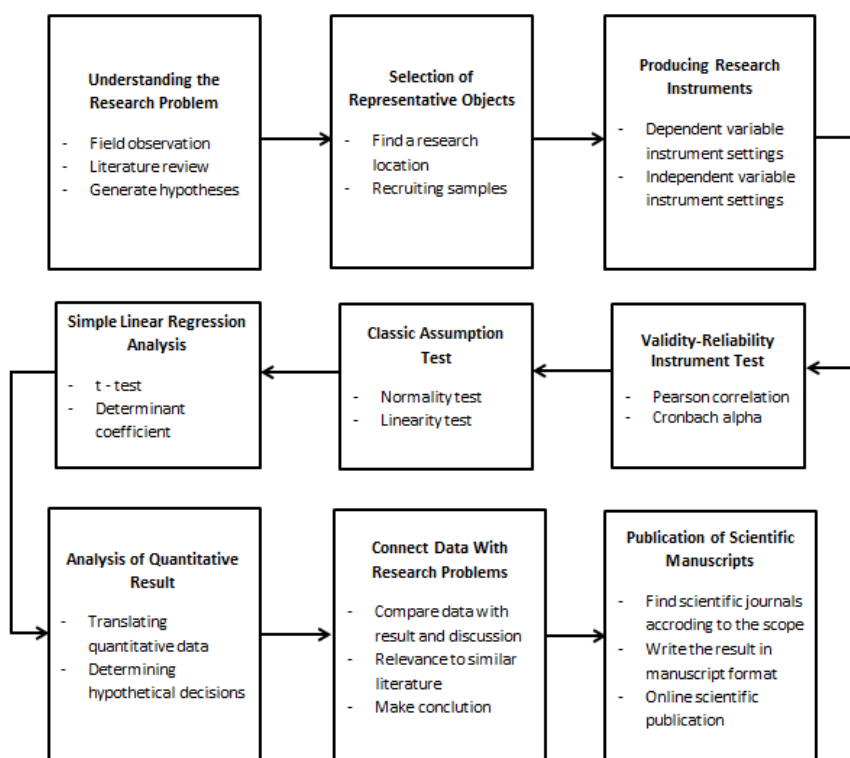 Understanding the
Research Problem
- Field observation
- Literature review
- Generate hypotheses
Selection of
Representative Objects
- Find a research
location
- Recruiting samples
Producing Research
Instruments
- Dependent variable
instrument settings
- Independent variable
instrument settings
Validity-Reliability
Instrument Test
- Pearson correlation
- Cronbach alpha
Classic Assumption
Test
- Normality test
- Linearity test
Simple Linear Regression
Analysis
- t - test
- Determinant
coefficient
Analysis of Quantitative
Result
- Translating
quantitative data
- Determining
hypothetical decisions
Connect Data With
Research Problems
- Compare data with
result and discussion
- Relevance to similar
literature
- Make conclution
Publication of Scientific
Manuscripts
- Find scientific journals
accroding to the scope
- Write the result in
manuscript format
- Online scientific
publication